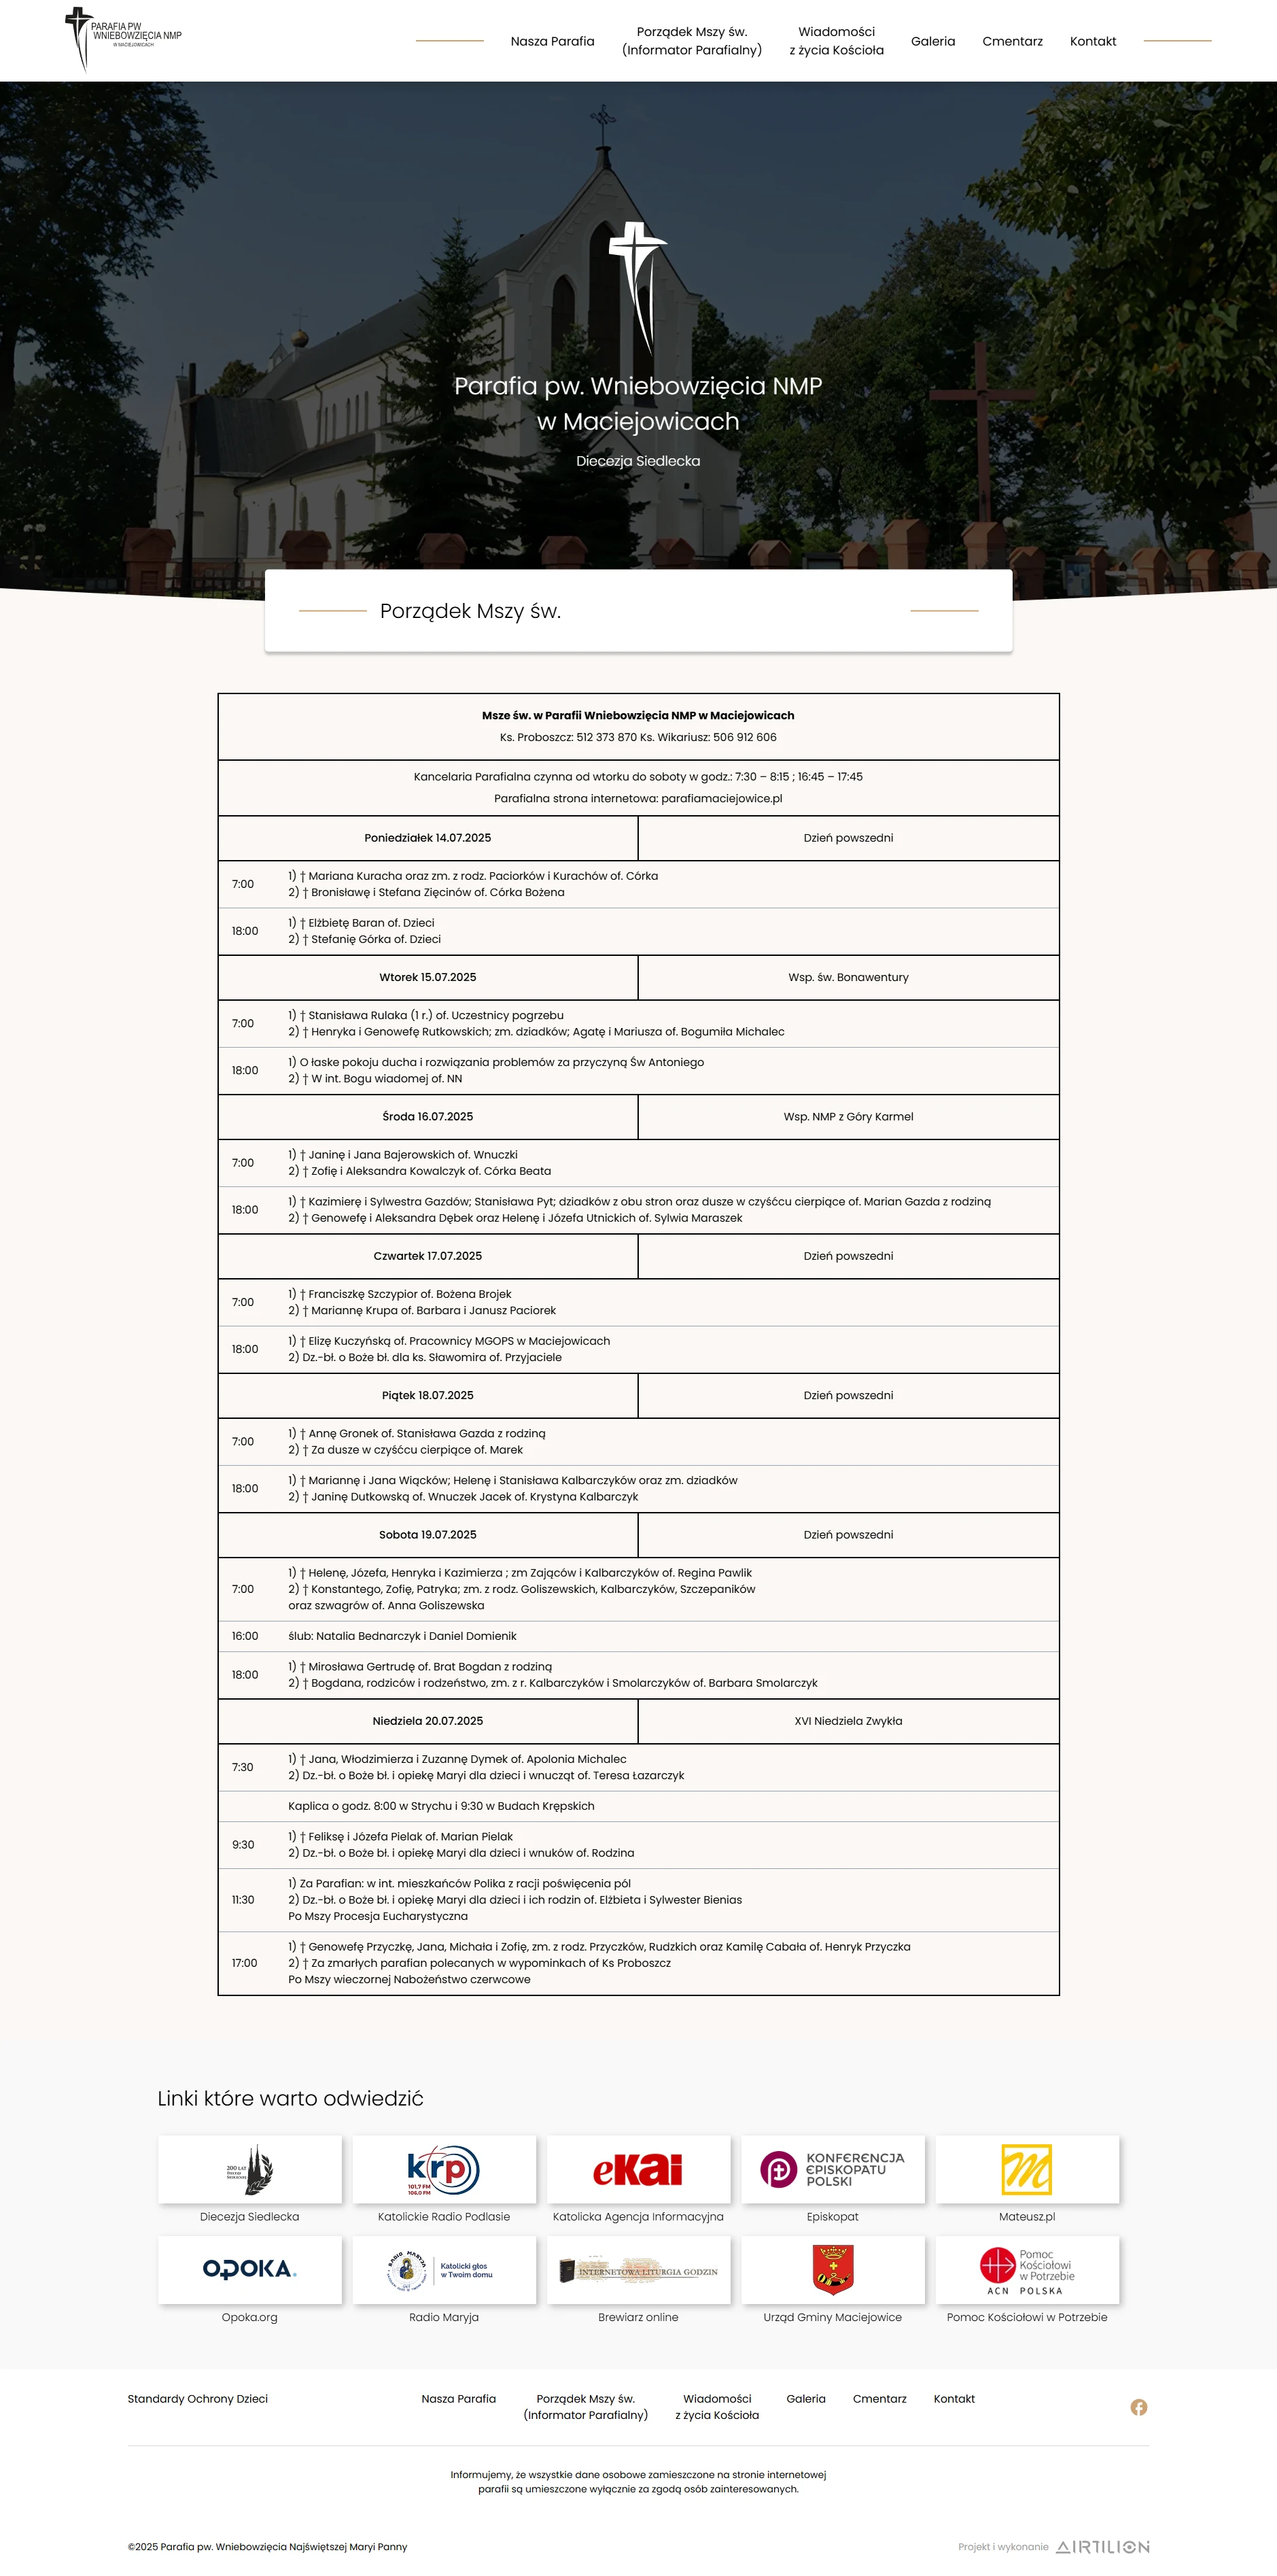 PARAFIA PW
WNIEBOWZIĘCIA NMP
W MACIEJOWICACH
Nasza Parafia
Porządek Mszy św.
(Informator Parafialny)
Wiadomości
z życia Kościoła
Galeria
Cmentarz
Kontakt
Parafia pw. Wniebowzięcia NMP
w Maciejowicach
Diecezja Siedlecka
Porządek Mszy św.
Msze św. w Parafii Wniebowzięcia NMP w Maciejowicach
Ks. Proboszcz: 512 373 870 Ks. Wikariusz: 506 912 606
Kancelaria Parafialna czynna od wtorku do soboty w godz.: 7:30 – 8:15 ; 16:45 – 17:45
Parafialna strona internetowa: parafiamaciejowice.pl
Poniedziałek 14.07.2025
Dzień powszedni
7:00
1) † Mariana Kuracha oraz zm. z rodz. Paciorków i Kurachów of. Córka
2) † Bronisławę i Stefana Zięcinów of. Córka Bożena
18:00
1) † Elżbietę Baran of. Dzieci
2) † Stefanię Górka of. Dzieci
Wtorek 15.07.2025
Wsp. św. Bonawentury
7:00
1) † Stanisława Rulaka (1 r.) of. Uczestnicy pogrzebu
2) † Henryka i Genowefę Rutkowskich; zm. dziadków; Agatę i Mariusza of. Bogumiła Michalec
18:00
1) O łaske pokoju ducha i rozwiązania problemów za przyczyną Św Antoniego
2) † W int. Bogu wiadomej of. NN
Środa 16.07.2025
Wsp. NMP z Góry Karmel
7:00
1) † Janinę i Jana Bajerowskich of. Wnuczki
2) † Zofię i Aleksandra Kowalczyk of. Córka Beata
18:00
1) † Kazimierę i Sylwestra Gazdów; Stanisława Pyt; dziadków z obu stron oraz dusze w czyśćcu cierpiące of. Marian Gazda z rodziną
2) † Genowefę i Aleksandra Dębek oraz Helenę i Józefa Utnickich of. Sylwia Maraszek
Czwartek 17.07.2025
Dzień powszedni
7:00
1) † Franciszkę Szczypior of. Bożena Brojek
2) † Mariannę Krupa of. Barbara i Janusz Paciorek
18:00
1) † Elizę Kuczyńską of. Pracownicy MGOPS w Maciejowicach
2) Dz.-bł. o Boże bł. dla ks. Sławomira of. Przyjaciele
Piątek 18.07.2025
Dzień powszedni
7:00
1) † Annę Gronek of. Stanisława Gazda z rodziną
2) † Za dusze w czyśćcu cierpiące of. Marek
18:00
1) † Mariannę i Jana Wiącków; Helenę i Stanisława Kalbarczyków oraz zm. dziadków
2) † Janinę Dutkowską of. Wnuczek Jacek of. Krystyna Kalbarczyk
Sobota 19.07.2025
Dzień powszedni
7:00
1) † Helenę, Józefa, Henryka i Kazimierza ; zm Zająców i Kalbarczyków of. Regina Pawlik
2) † Konstantego, Zofię, Patryka; zm. z rodz. Goliszewskich, Kalbarczyków, Szczepaników
oraz szwagrów of. Anna Goliszewska
16:00
ślub: Natalia Bednarczyk i Daniel Domienik
18:00
1) † Mirosława Gertrudę of. Brat Bogdan z rodziną
2) † Bogdana, rodziców i rodzeństwo, zm. z r. Kalbarczyków i Smolarczyków of. Barbara Smolarczyk
Niedziela 20.07.2025
XVI Niedziela Zwykła
7:30
1) † Jana, Włodzimierza i Zuzannę Dymek of. Apolonia Michalec
2) Dz.-bł. o Boże bł. i opiekę Maryi dla dzieci i wnucząt of. Teresa Łazarczyk
Kaplica o godz. 8:00 w Strychu i 9:30 w Budach Krępskich
9:30
1) † Feliksę i Józefa Pielak of. Marian Pielak
2) Dz.-bł. o Boże bł. i opiekę Maryi dla dzieci i wnuków of. Rodzina
11:30
1) Za Parafian: w int. mieszkańców Polika z racji poświęcenia pól
2) Dz.-bł. o Boże bł. i opiekę Maryi dla dzieci i ich rodzin of. Elżbieta i Sylwester Bienias
Po Mszy Procesja Eucharystyczna
17:00
1) † Genowefę Przyczkę, Jana, Michała i Zofię, zm. z rodz. Przyczków, Rudzkich oraz Kamilę Cabała of. Henryk Przyczka
2) † Za zmarłych parafian polecanych w wypominkach of Ks Proboszcz
Po Mszy wieczornej Nabożeństwo czerwcowe
Linki które warto odwiedzić
200 LAT
krp
101,7 FM
106,0 FM
eKAI
KONFERENCJA
EPISKOPATU
POLSKI
m
Diecezja Siedlecka
Katolickie Radio Podlasie
Katolicka Agencja Informacyjna
Episkopat
Mateusz.pl
OPOKA
RADIO MARYJA
Katolicki głos
w Twoim domu
INTERNETOWA LITURGIA GODZIN
Pomoc
Kościołowi
w Potrzebie
ACN POLSKA
Opoka.org
Radio Maryja
Brewiarz online
Urząd Gminy Maciejowice
Pomoc Kościołowi w Potrzebie
Standardy Ochrony Dzieci
Nasza Parafia
Porządek Mszy św.
(Informator Parafialny)
Wiadomości
z życia Kościoła
Galeria
Cmentarz
Kontakt
Informujemy, że wszystkie dane osobowe zamieszczone na stronie internetowej
parafii są umieszczone wyłącznie za zgodą osób zainteresowanych.
©2025 Parafia pw. Wniebowzięcia Najświętszej Maryi Panny
Projekt i wykonanie AIRTILION